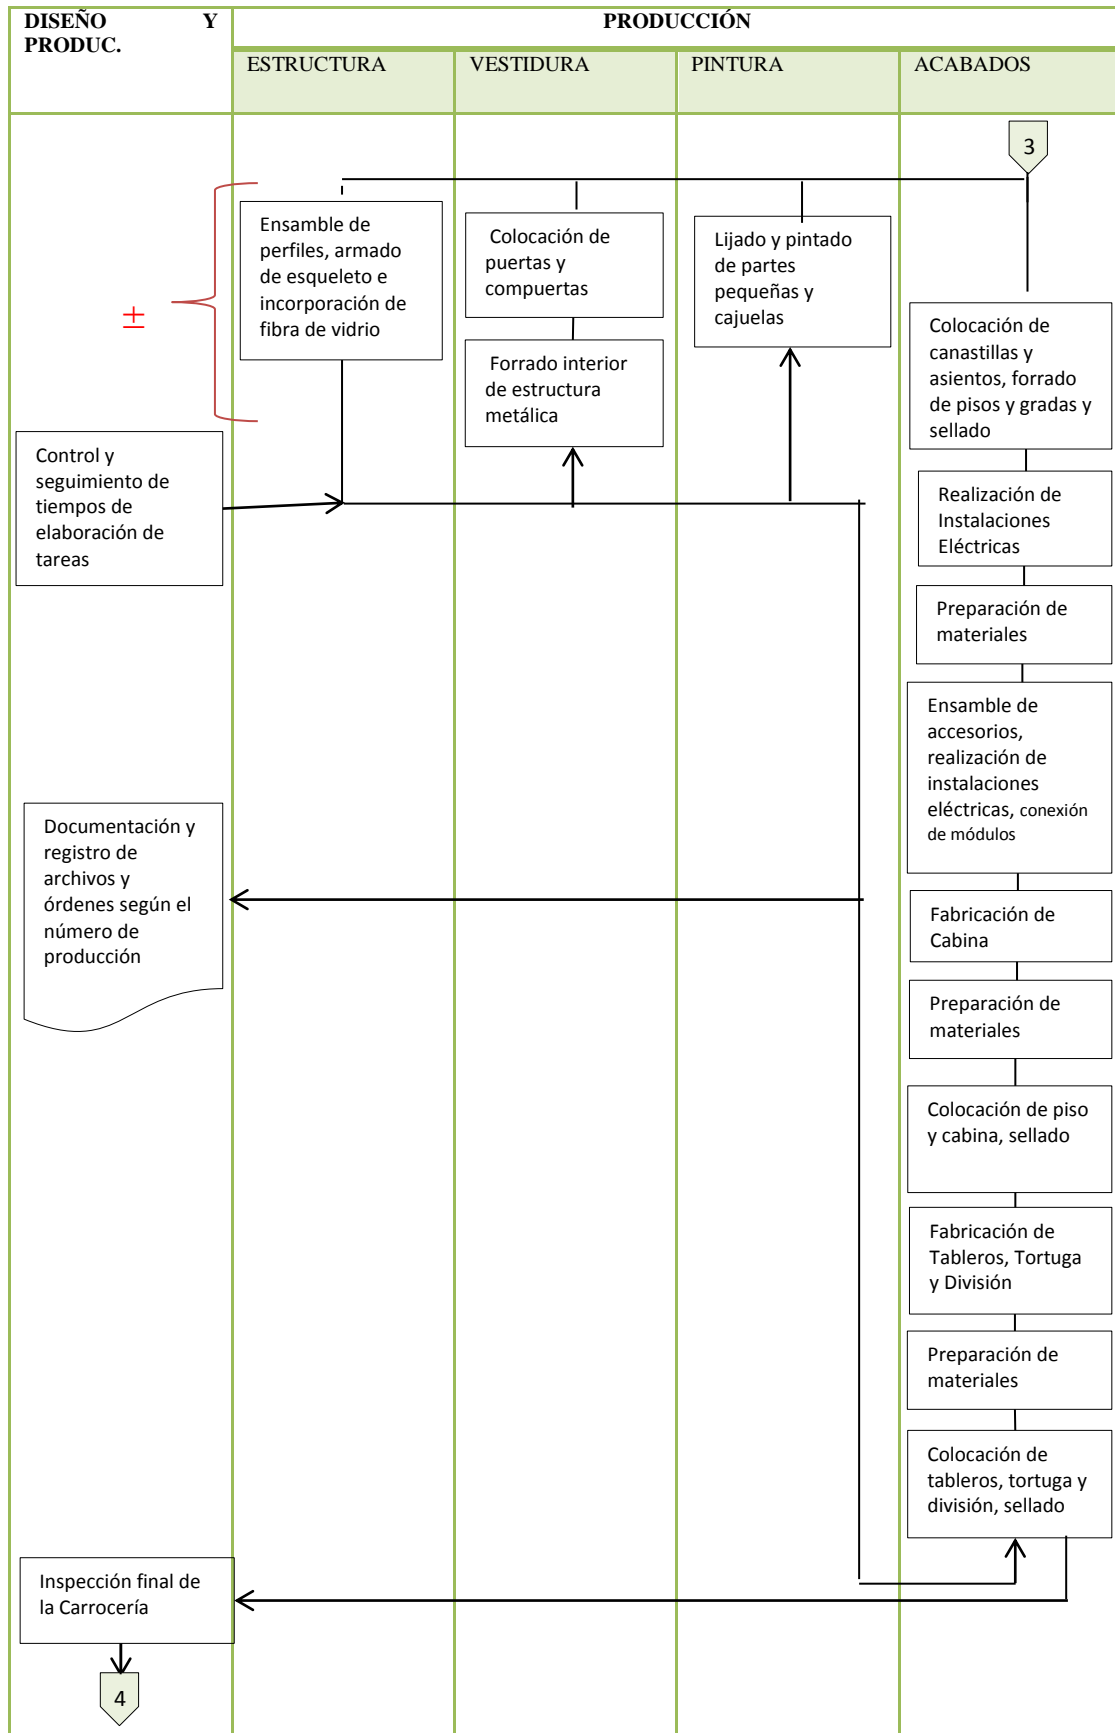 DISEÑO Y
PRODUC.
PRODUCCIÓN
ESTRUCTURA
VESTIDURA
PINTURA
ACABADOS
3
Ensamble de
perfiles, armado
de esqueleto e
incorporación de
fibra de vidrio
Colocación de
puertas y
compuertas
Lijado y pintado
de partes
pequeñas y
cajuelas
±
Forrado interior
de estructura
metálica
Colocación de
canastillas y
asientos, forrado
de pisos y gradas y
sellado
Control y
seguimiento de
tiempos de
elaboración de
tareas
Realización de
Instalaciones
Eléctricas
Preparación de
materiales
Ensamble de
accesorios,
realización de
instalaciones
eléctricas, conexión
de módulos
Documentación y
registro de
archivos y
órdenes según el
número de
producción
Fabricación de
Cabina
Preparación de
materiales
Colocación de piso
y cabina, sellado
Fabricación de
Tableros, Tortuga
y División
Preparación de
materiales
Colocación de
tableros, tortuga y
división, sellado
Inspección final de
la Carrocería
4